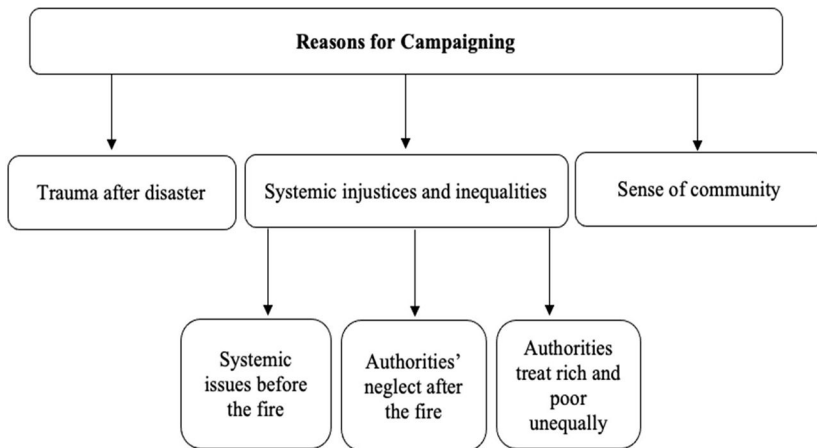 Reasons for Campaigning
Trauma after disaster
Systemic injustices and inequalities
Sense of community
Systemic
issues before
the fire
Authorities’
neglect after
the fire
Authorities
treat rich and
poor
unequally